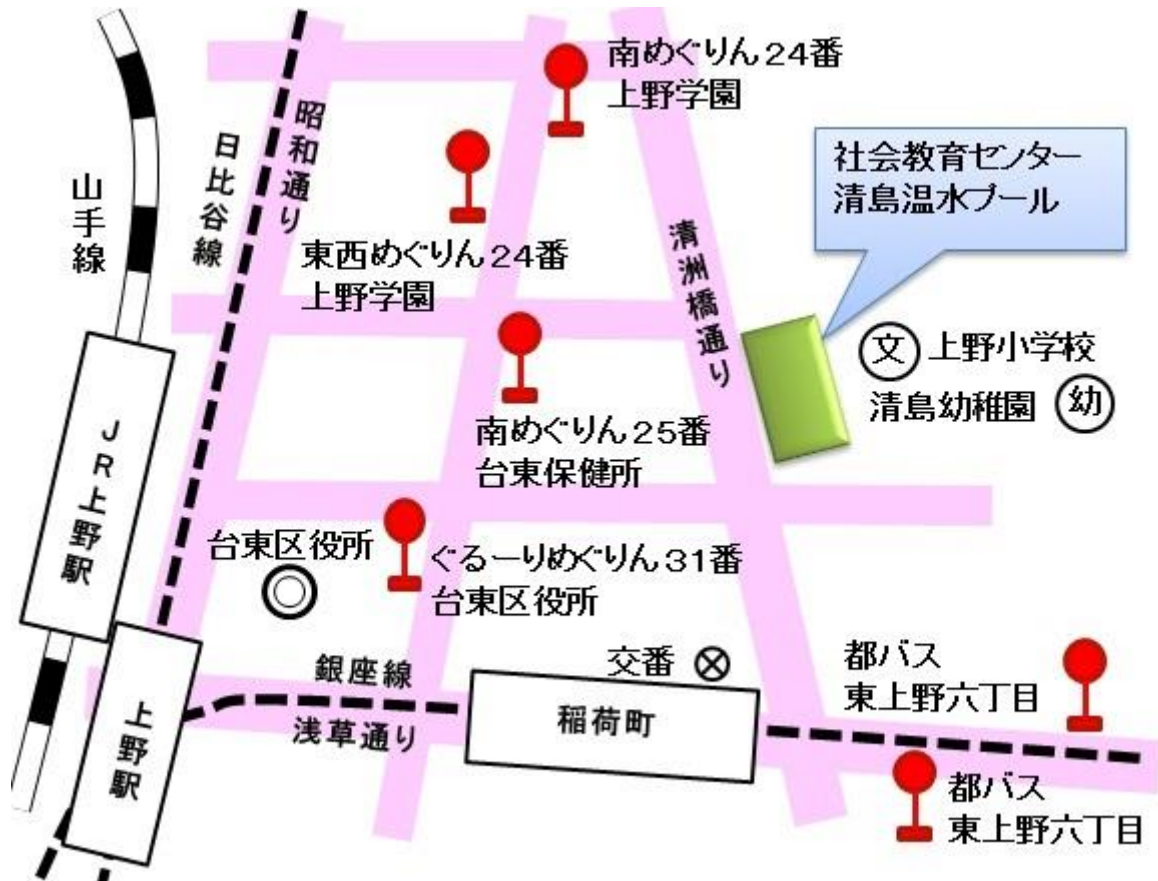 南めぐりん24番
上野学園
昭和通り
日比谷線
山手線
東西めぐりん24番
上野学園
清洲橋通り
社会教育センター
清島温水プール
文 上野小学校
清島幼稚園 幼
南めぐりん25番
台東保健所
JR上野駅
台東区役所
ぐるーりめぐりん31番
台東区役所
交番
銀座線
浅草通り
稲荷町
上野駅
都バス
東上野六丁目
都バス
東上野六丁目